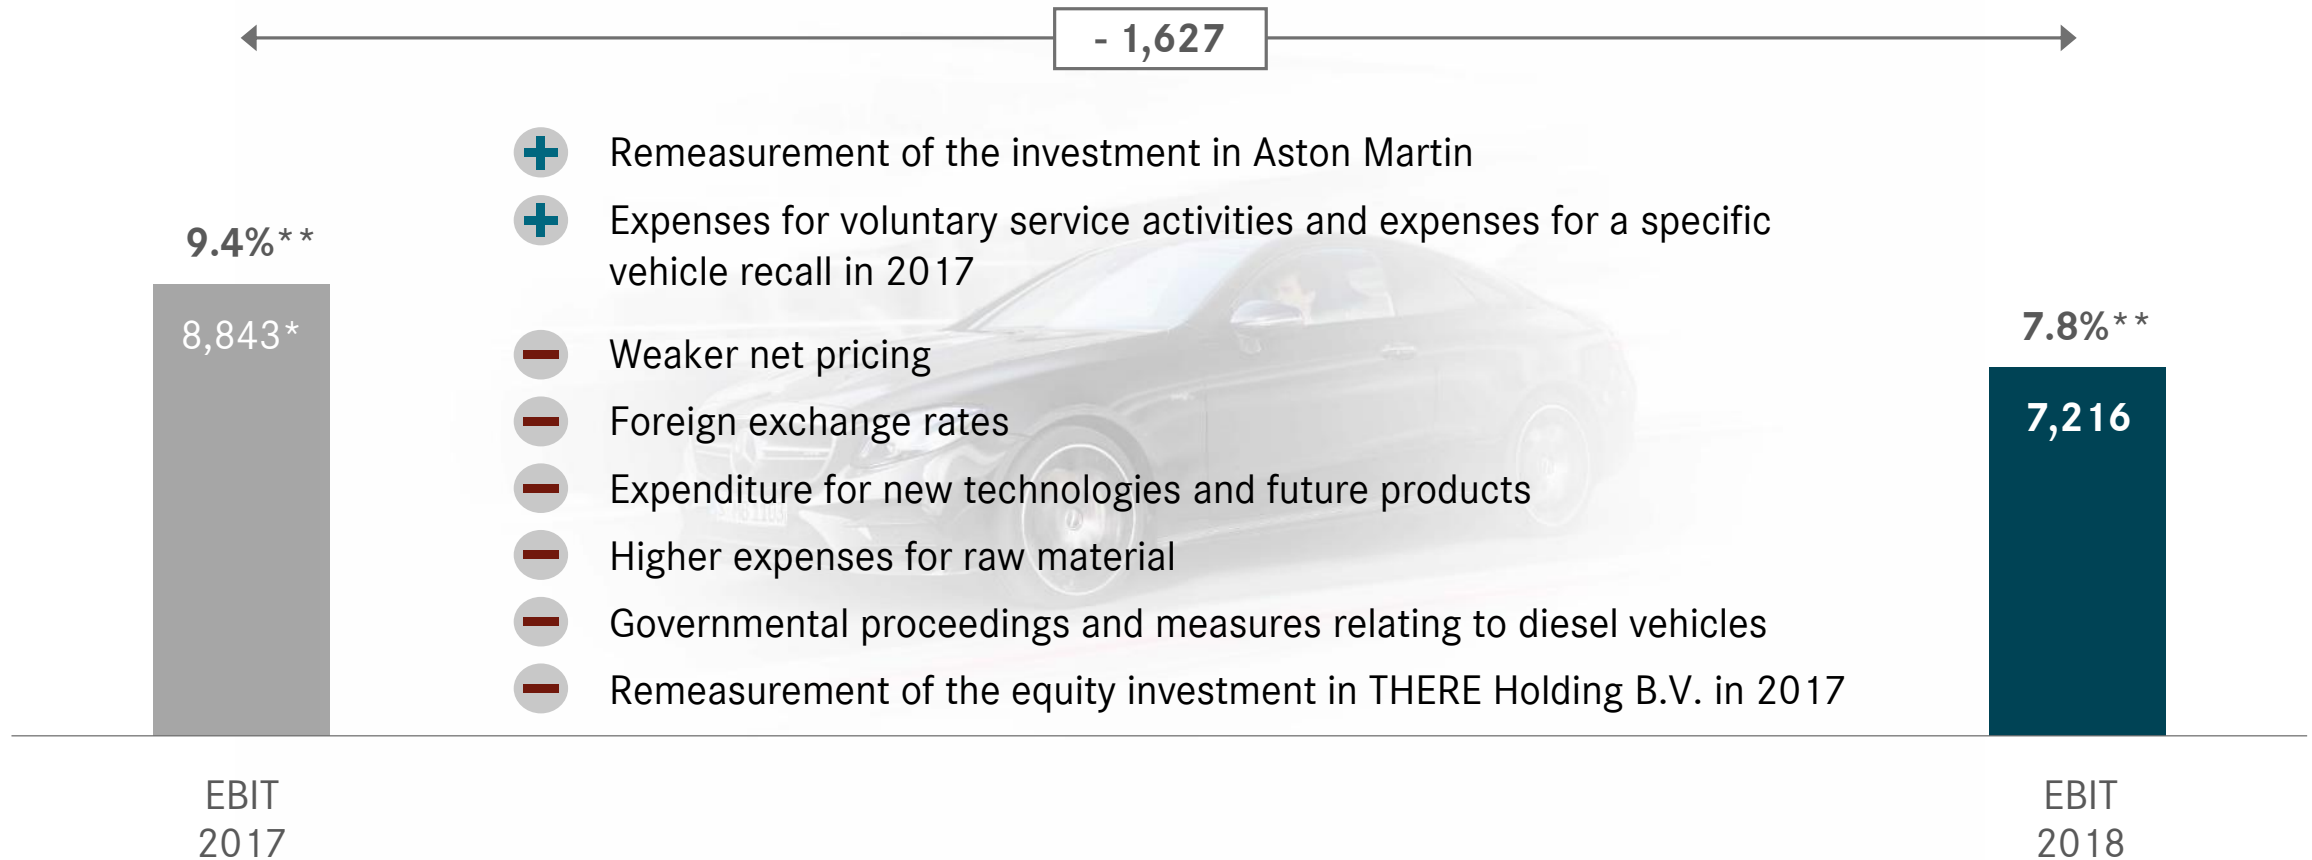 - 1,627
Remeasurement of the investment in Aston Martin
Expenses for voluntary service activities and expenses for a specific
vehicle recall in 2017
9.4%**
8,843*
Weaker net pricing
Foreign exchange rates
Expenditure for new technologies and future products
Higher expenses for raw material
Governmental proceedings and measures relating to diesel vehicles
Remeasurement of the equity investment in THERE Holding B.V. in 2017
7.8%**
7,216
EBIT
2017
EBIT
2018